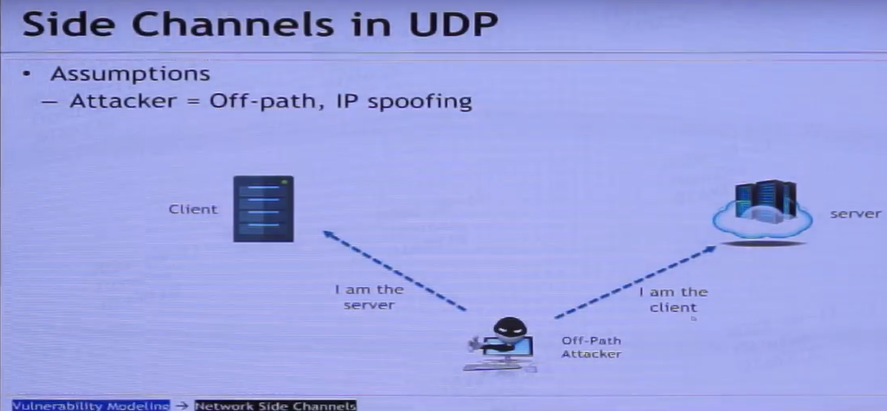 Side Channels in UDP
• Assumptions
– Attacker = Off-path, IP spoofing
Client
server
I am the
server
I am the
client
Off-Path
Attacker
Vulnerability Modeling → Network Side Channels